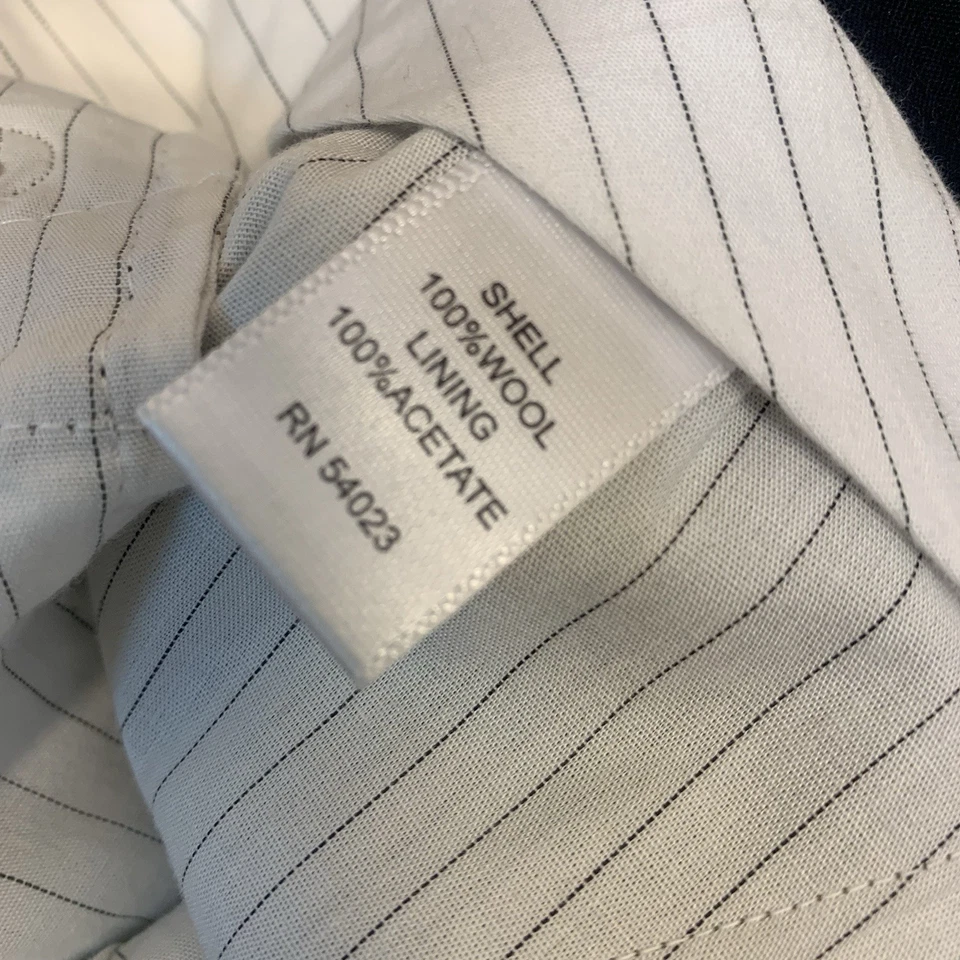 SHELL
100%WOOL
LINING
100%ACETATE
RN 54023